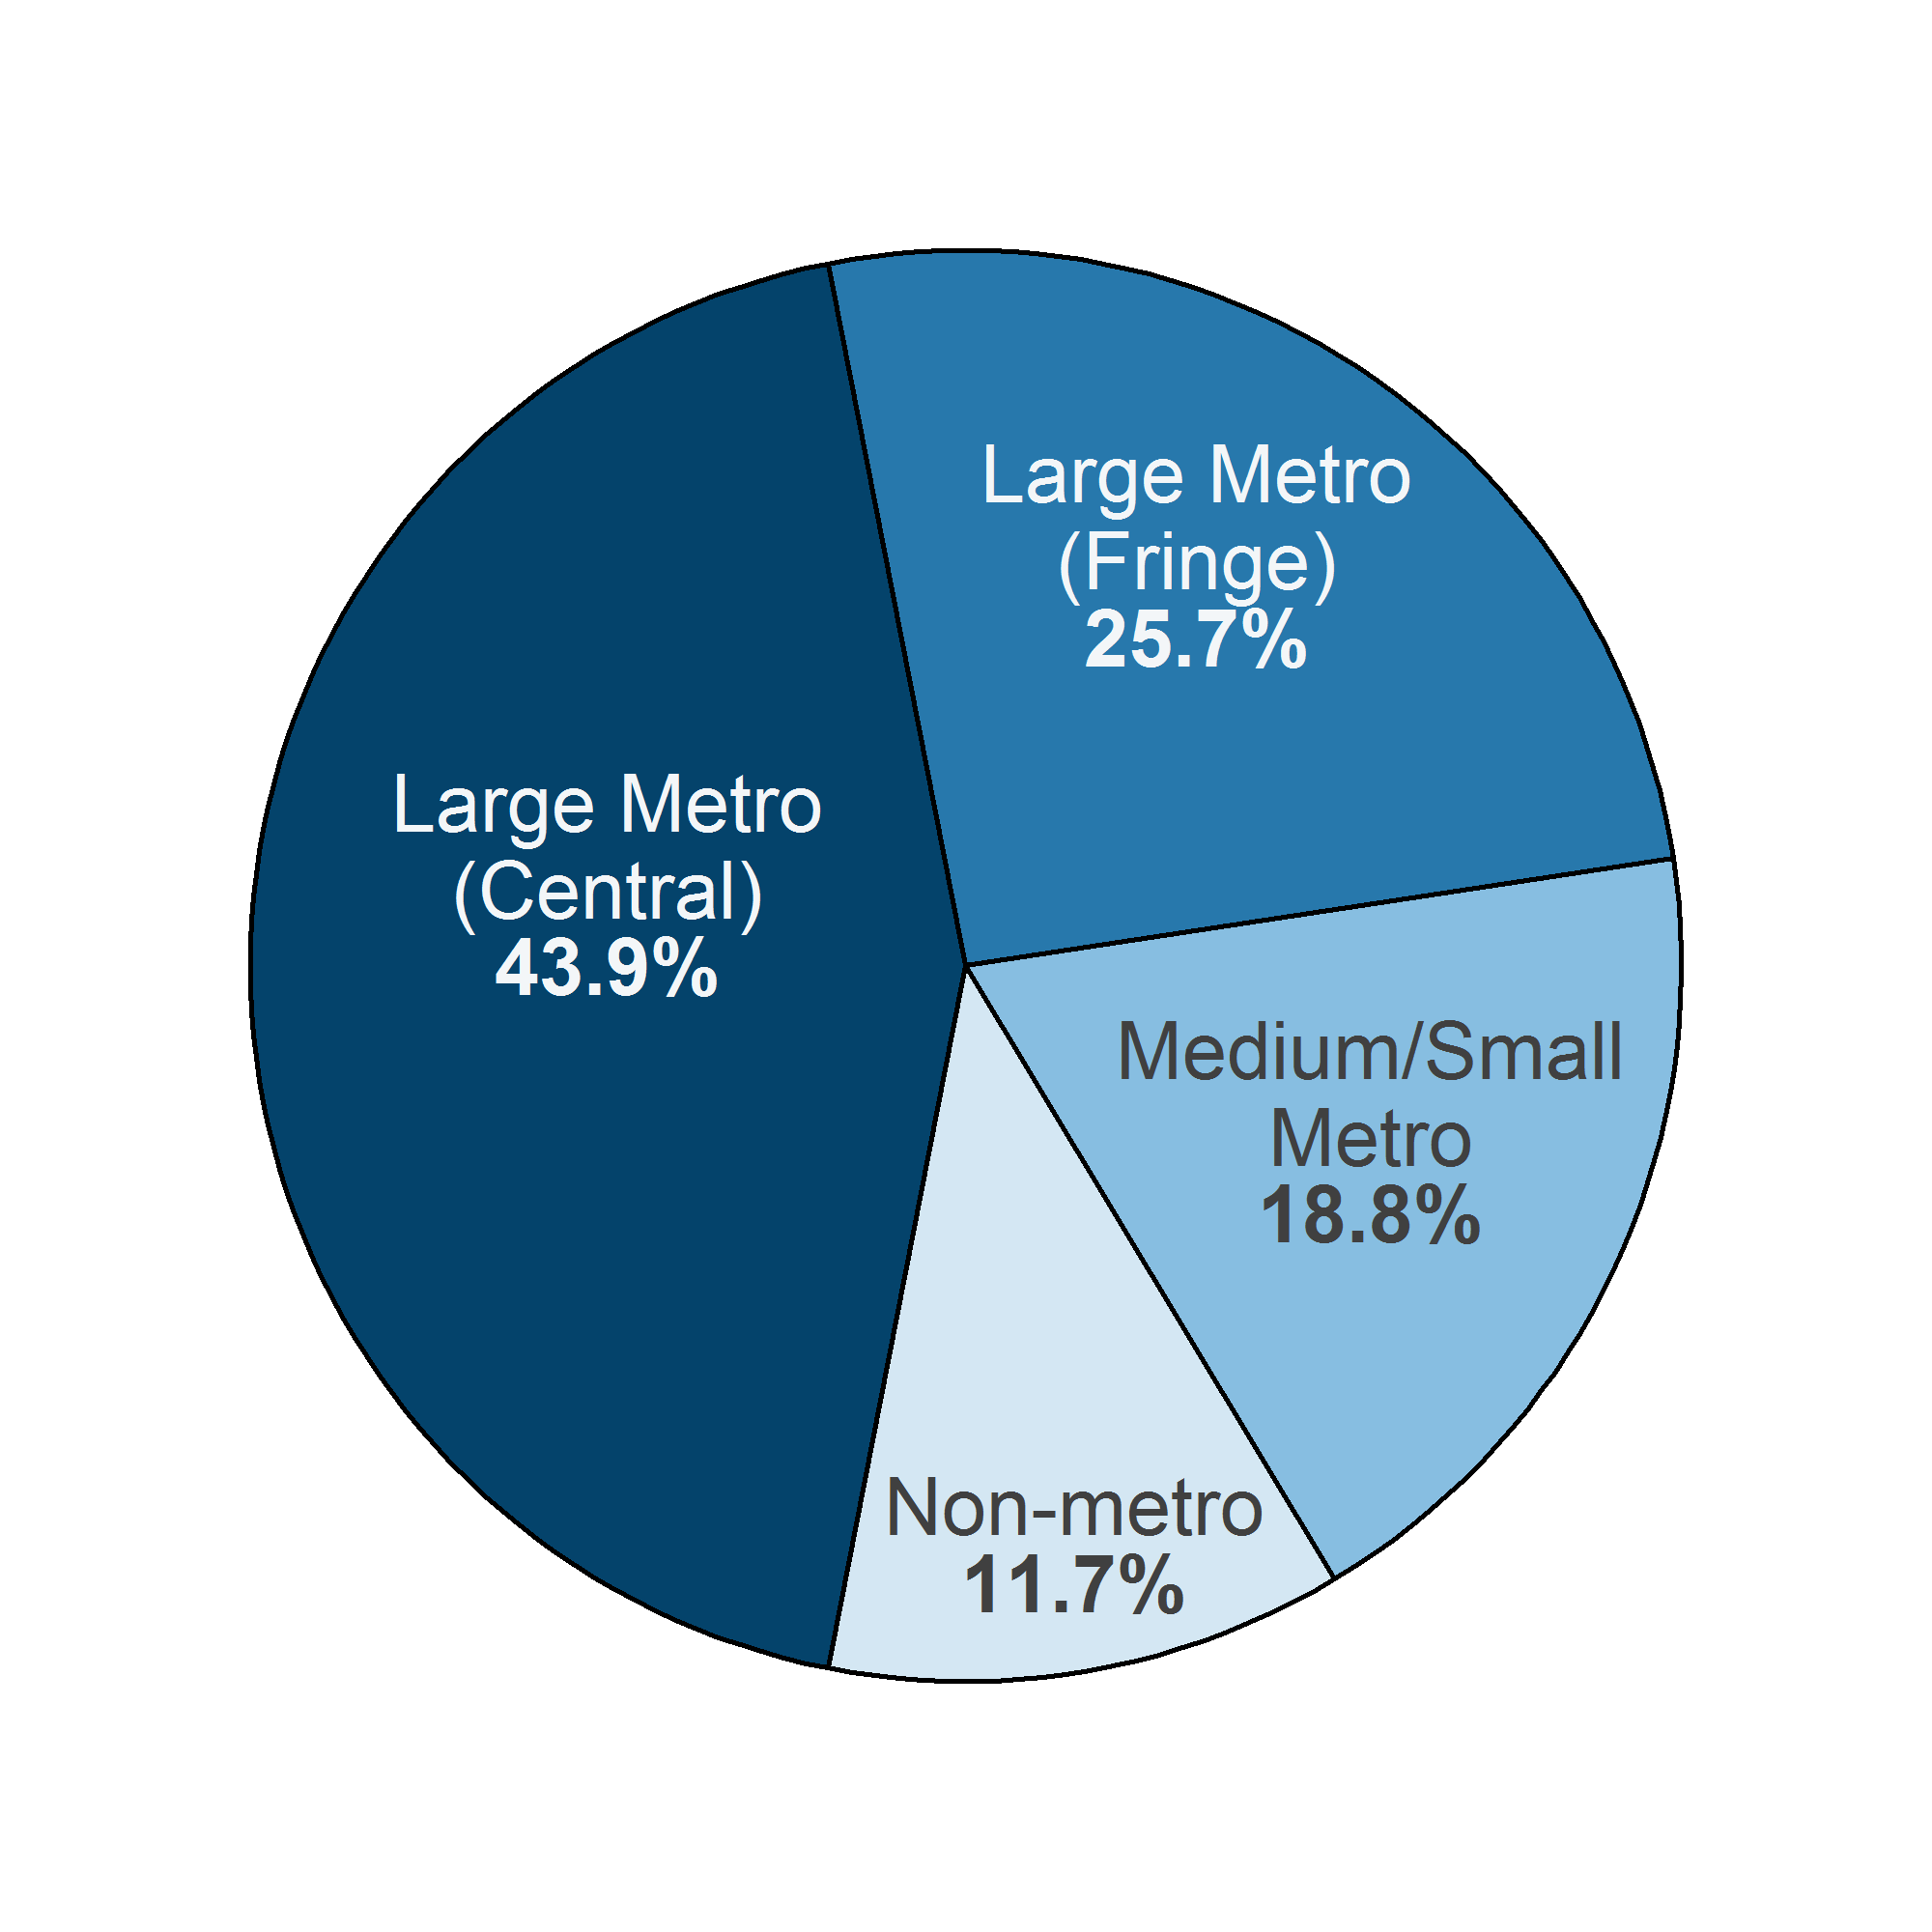 Large Metro
(Fringe)
25.7%
Large Metro
(Central)
43.9%
Medium/Small
Metro
18.8%
Non-metro
11.7%